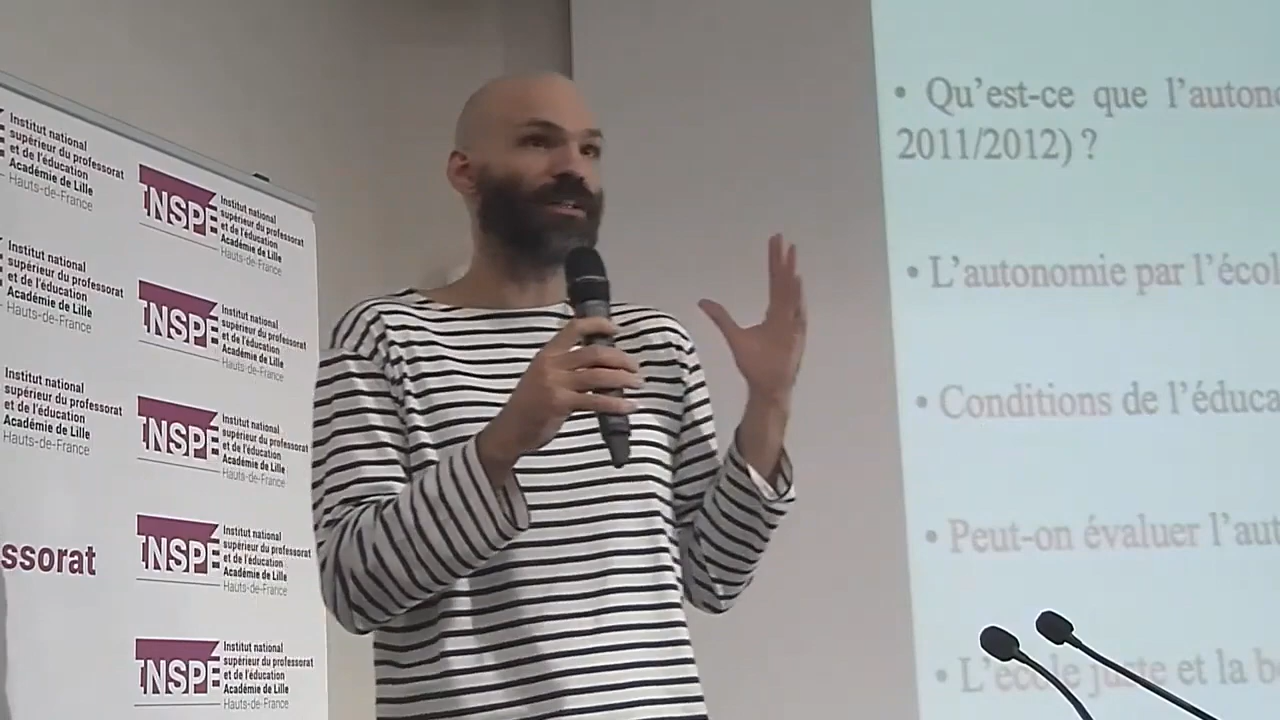 Institut national
supérieur du professorat
et de l'éducation
Académie de Lille
Hauts-de-France
INSPÉ
Institut national
supérieur du professorat
et de l'éducation
Académie de Lille
Hauts-de-France
Institut national
supérieur du professorat
et de l'éducation
Académie de Lille
Hauts-de-France
INSPÉ
Institut national
supérieur du professorat
et de l'éducation
Académie de Lille
Hauts-de-France
Institut national
supérieur du professorat
et de l'éducation
Académie de Lille
Hauts-de-France
INSPÉ
Institut national
supérieur du professorat
et de l'éducation
Académie de Lille
Hauts-de-France
ssorat
INSPÉ
Institut national
supérieur du professorat
et de l'éducation
Académie de Lille
Hauts-de-France
INSPÉ
Institut national
supérieur du professorat
et de l'éducation
Académie de Lille
Hauts-de-France
• Qu'est-ce que l'auton
2011/2012) ?
• L'autonomie par l'écol
• Conditions de l'éduca
• Peut-on évaluer l'aut
• L'école juste et la b